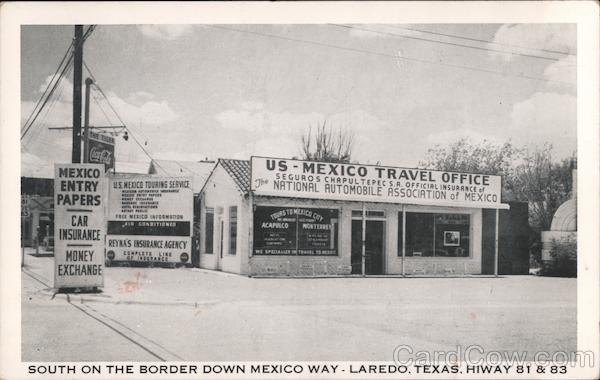 MEXICO
ENTRY
PAPERS
CAR
INSURANCE
MONEY
EXCHANGE
Coca-Cola
U.S. MEXICO TOURING SERVICE
FREE MEXICO INFORMATION
AIR CONDITIONED
REYNA'S INSURANCE AGENCY
COMPLETE LINE
OF INSURANCE
US - MEXICO TRAVEL OFFICE
SEGUROS CHAPULTEPEC S.A. OFFICIAL INSURANCE of
The NATIONAL AUTOMOBILE ASSOCIATION of MEXICO
TOURS TO MEXICO CITY
ACAPULCO
MONTERREY
WE SPECIALIZE IN TRAVEL TO MEXICO
CardCow.com
SOUTH ON THE BORDER DOWN MEXICO WAY - LAREDO, TEXAS, HIWAY 81 & 83